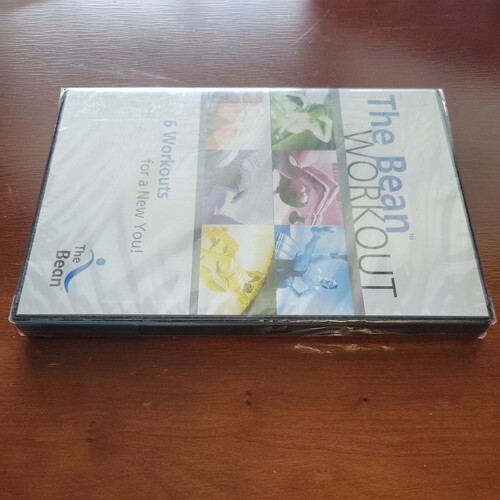 The Bean™
WORKOUT
6 Workouts
for a New You!
The
Bean